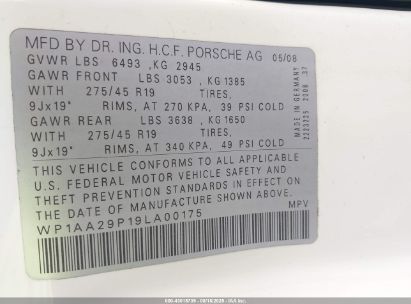 MFD BY DR. ING. H.C.F. PORSCHE AG 05/08
GVWR LBS 6493 , KG 2945
GAWR FRONT LBS 3053 , KG 1385
WITH 275/45 R19 TIRES,
9Jx19" RIMS, AT 270 KPA, 39 PSI COLD
GAWR REAR LBS 3638 , KG 1650
WITH 275/45 R19 TIRES,
9Jx19" RIMS, AT 340 KPA, 49 PSI COLD
THIS VEHICLE CONFORMS TO ALL APPLICABLE
U.S. FEDERAL MOTOR VEHICLE SAFETY AND
THEFT PREVENTION STANDARDS IN EFFECT ON
THE DATE OF MANUFACTURE SHOWN ABOVE.
WP1AA29P19LA00175 MPV
MADE IN GERMANY